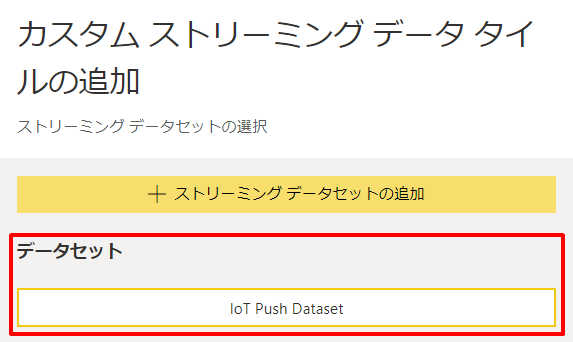 カスタム ストリーミング データ タイ
ルの追加
ストリーミング データセットの選択
＋ ストリーミング データセットの追加
データセット
IoT Push Dataset